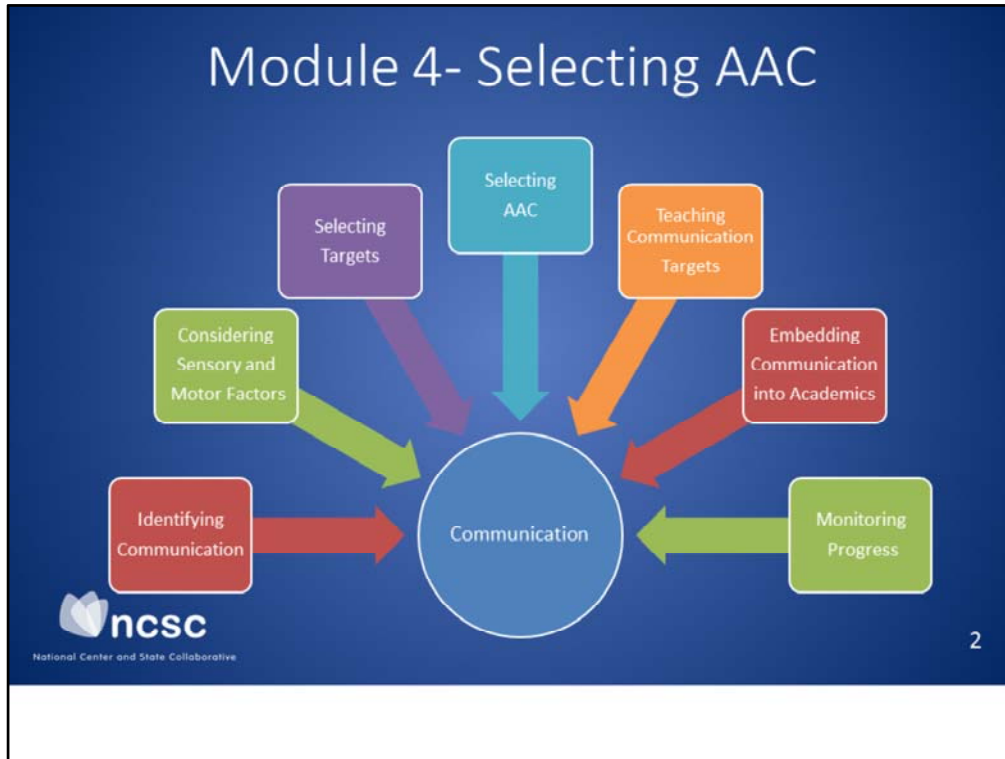 Module 4- Selecting AAC
Selecting
AAC
Selecting
Targets
Teaching
Communication
Targets
Considering
Sensory and
Motor Factors
Embedding
Communication
into Academics
Identifying
Communication
Communication
Monitoring
Progress
ncsc
National Center and State Collaborative
2